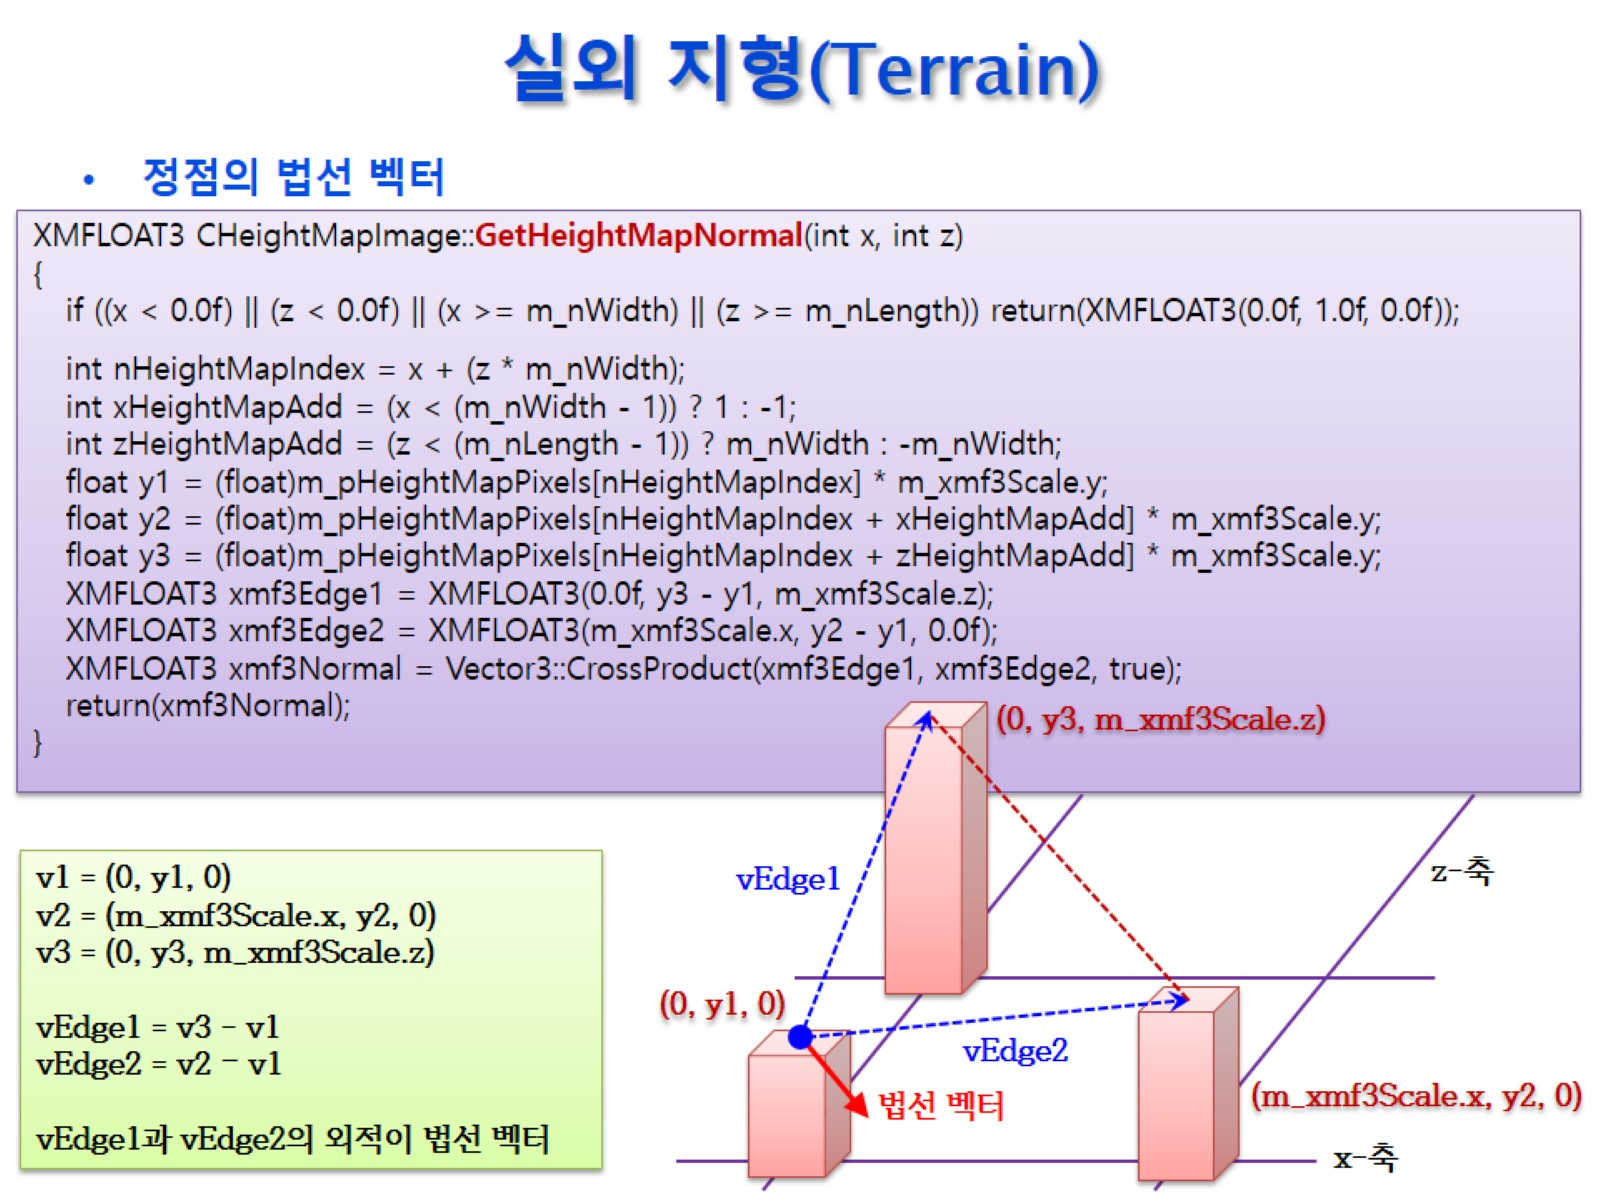 실외 지형(Terrain)
• 정점의 법선 벡터
XMFLOAT3 CHeightMapImage::GetHeightMapNormal(int x, int z)
{
if ((x < 0.0f) || (z < 0.0f) || (x >= m_nWidth) || (z >= m_nLength)) return(XMFLOAT3(0.0f, 1.0f, 0.0f));
int nHeightMapIndex = x + (z * m_nWidth);
int xHeightMapAdd = (x < (m_nWidth - 1)) ? 1 : -1;
int zHeightMapAdd = (z < (m_nLength - 1)) ? m_nWidth : -m_nWidth;
float y1 = (float)m_pHeightMapPixels[nHeightMapIndex] * m_xmf3Scale.y;
float y2 = (float)m_pHeightMapPixels[nHeightMapIndex + xHeightMapAdd] * m_xmf3Scale.y;
float y3 = (float)m_pHeightMapPixels[nHeightMapIndex + zHeightMapAdd] * m_xmf3Scale.y;
XMFLOAT3 xmf3Edge1 = XMFLOAT3(0.0f, y3 - y1, m_xmf3Scale.z);
XMFLOAT3 xmf3Edge2 = XMFLOAT3(m_xmf3Scale.x, y2 - y1, 0.0f);
XMFLOAT3 xmf3Normal = Vector3::CrossProduct(xmf3Edge1, xmf3Edge2, true);
return(xmf3Normal);
}
(0, y3, m_xmf3Scale.z)
v1 = (0, y1, 0)
v2 = (m_xmf3Scale.x, y2, 0)
v3 = (0, y3, m_xmf3Scale.z)
vEdge1 = v3 - v1
vEdge2 = v2 - v1
vEdge1과 vEdge2의 외적이 법선 벡터
vEdge1
z-축
(0, y1, 0)
vEdge2
법선 벡터
(m_xmf3Scale.x, y2, 0)
x-축